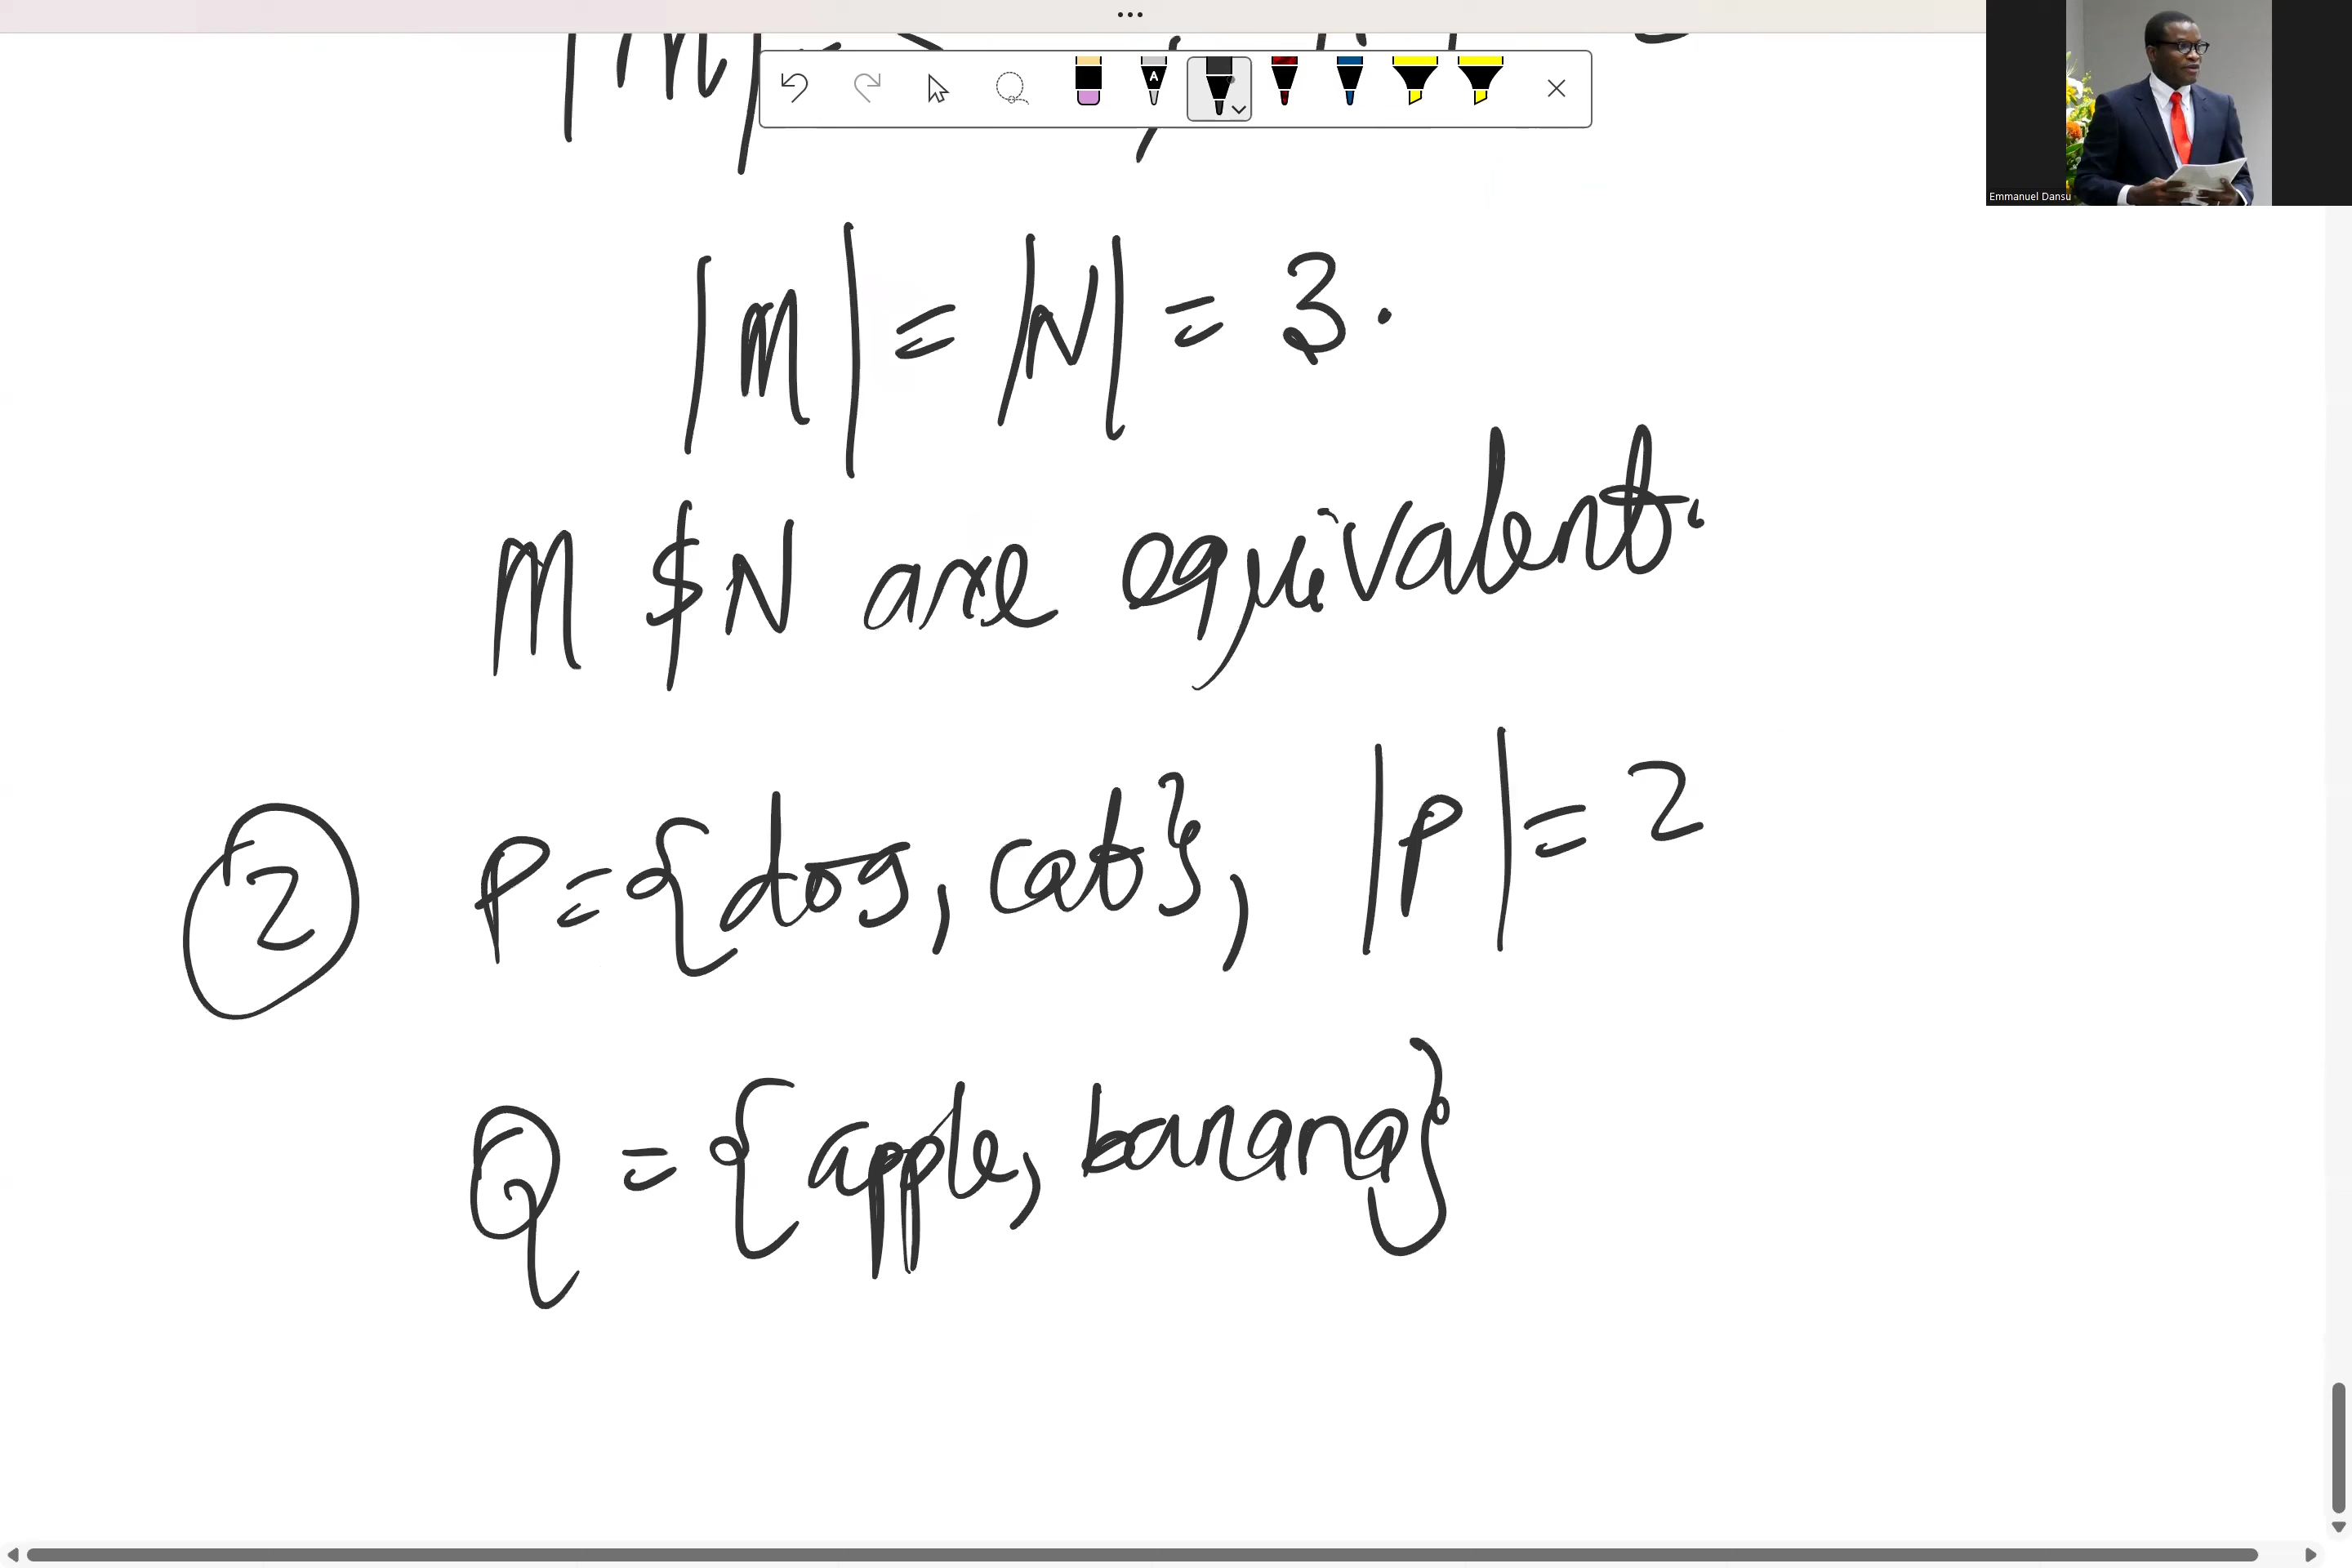 Emmanuel Dansu
|M| = |N| = 3.
M & N are equivalent.
2 P = {dog, cat}, |P| = 2
Q = {apple, banana}